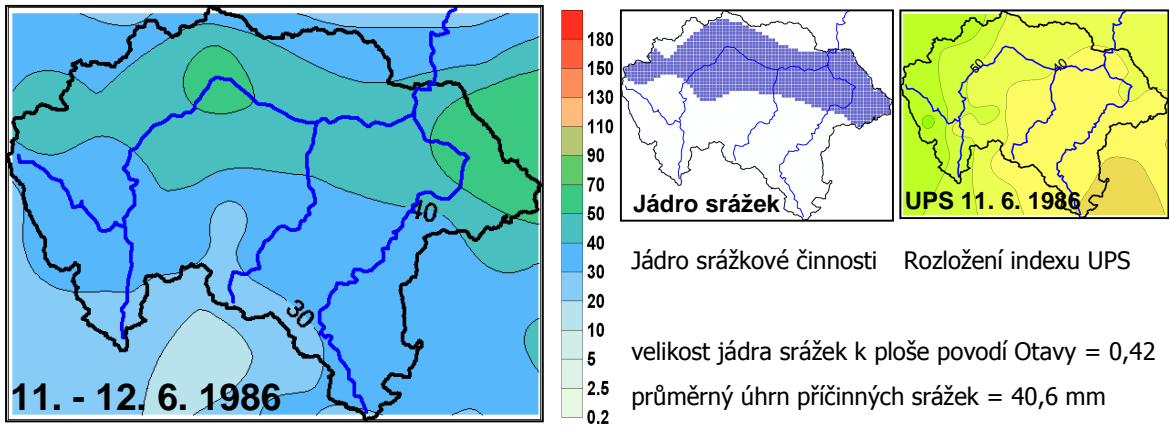 40
30
11. - 12. 6. 1986
180
150
130
110
90
70
50
40
30
20
10
5
2.5
0.2
Jádro srážek
50
40
UPS 11. 6. 1986
Jádro srážkové činnosti
Rozložení indexu UPS
velikost jádra srážek k ploše povodí Otavy = 0,42
průměrný úhrn příčinných srážek = 40,6 mm